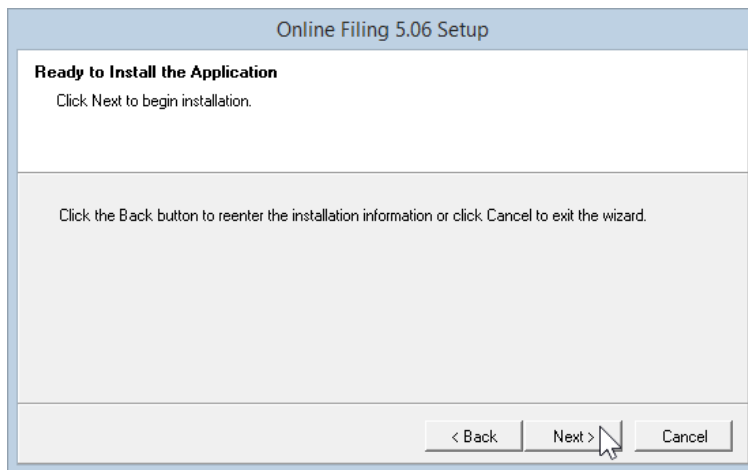 Online Filing 5.06 Setup
Ready to Install the Application
Click Next to begin installation.
Click the Back button to reenter the installation information or click Cancel to exit the wizard.
< Back Next > Cancel